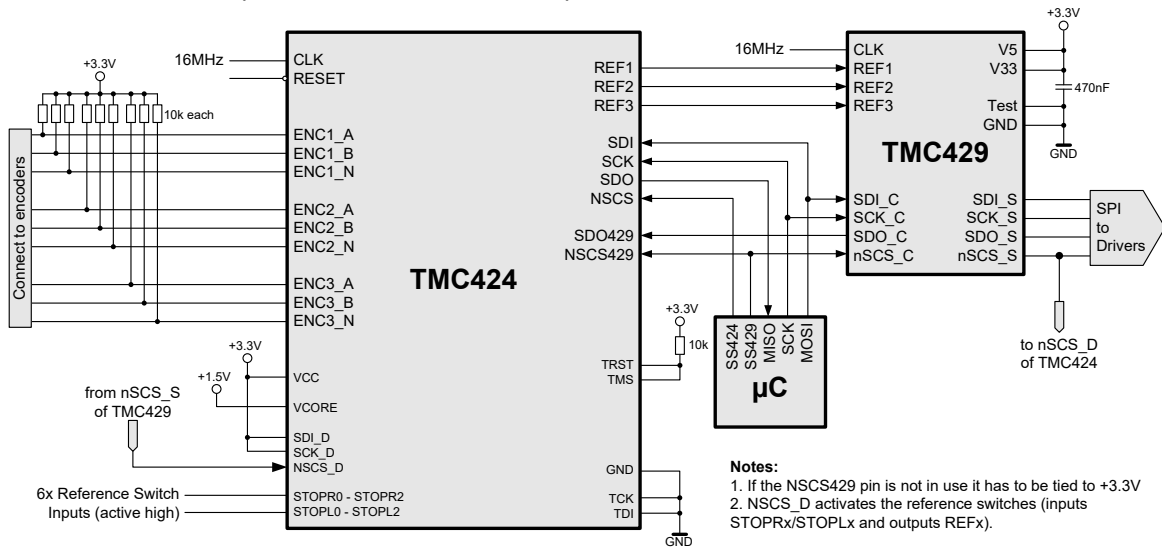 +3.3V
10k each
Connect to encoders
16MHz
CLK
RESET
ENC1_A
ENC1_B
ENC1_N
ENC2_A
ENC2_B
ENC2_N
ENC3_A
ENC3_B
ENC3_N
+3.3V
VCC
+1.5V
VCORE
from nSCS_S
of TMC429
SDI_D
SCK_D
NSCS_D
6x Reference Switch
Inputs (active high)
STOPR0 - STOPR2
STOPL0 - STOPL2
TMC424
REF1
REF2
REF3
SDI
SCK
SDO
NSCS
SDO429
NSCS429
TRST
TMS
+3.3V
10k
GND
TCK
TDI
GND
SS424
SS429
MISO
SCK
MOSI
µC
16MHz
CLK
REF1
REF2
REF3
TMC429
SDI_C
SCK_C
SDO_C
nSCS_C
V5
V33
Test
GND
+3.3V
470nF
GND
SDI_S
SCK_S
SDO_S
nSCS_S
SPI
to
Drivers
to nSCS_D
of TMC424
Notes:
1. If the NSCS429 pin is not in use it has to be tied to +3.3V
2. NSCS_D activates the reference switches (inputs
STOPRx/STOPLx and outputs REFx).